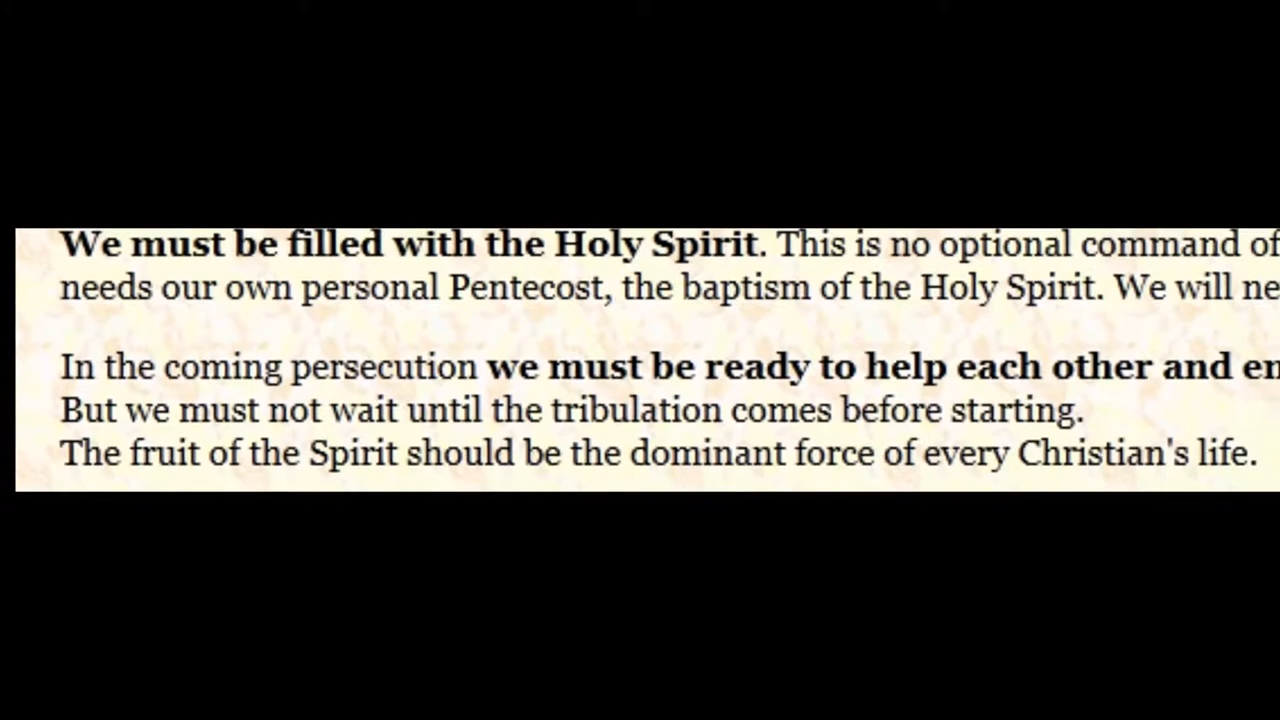 We must be filled with the Holy Spirit. This is no optional command of
needs our own personal Pentecost, the baptism of the Holy Spirit. We will
In the coming persecution we must be ready to help each other and
But we must not wait until the tribulation comes before starting.
The fruit of the Spirit should be the dominant force of every Christian's life.